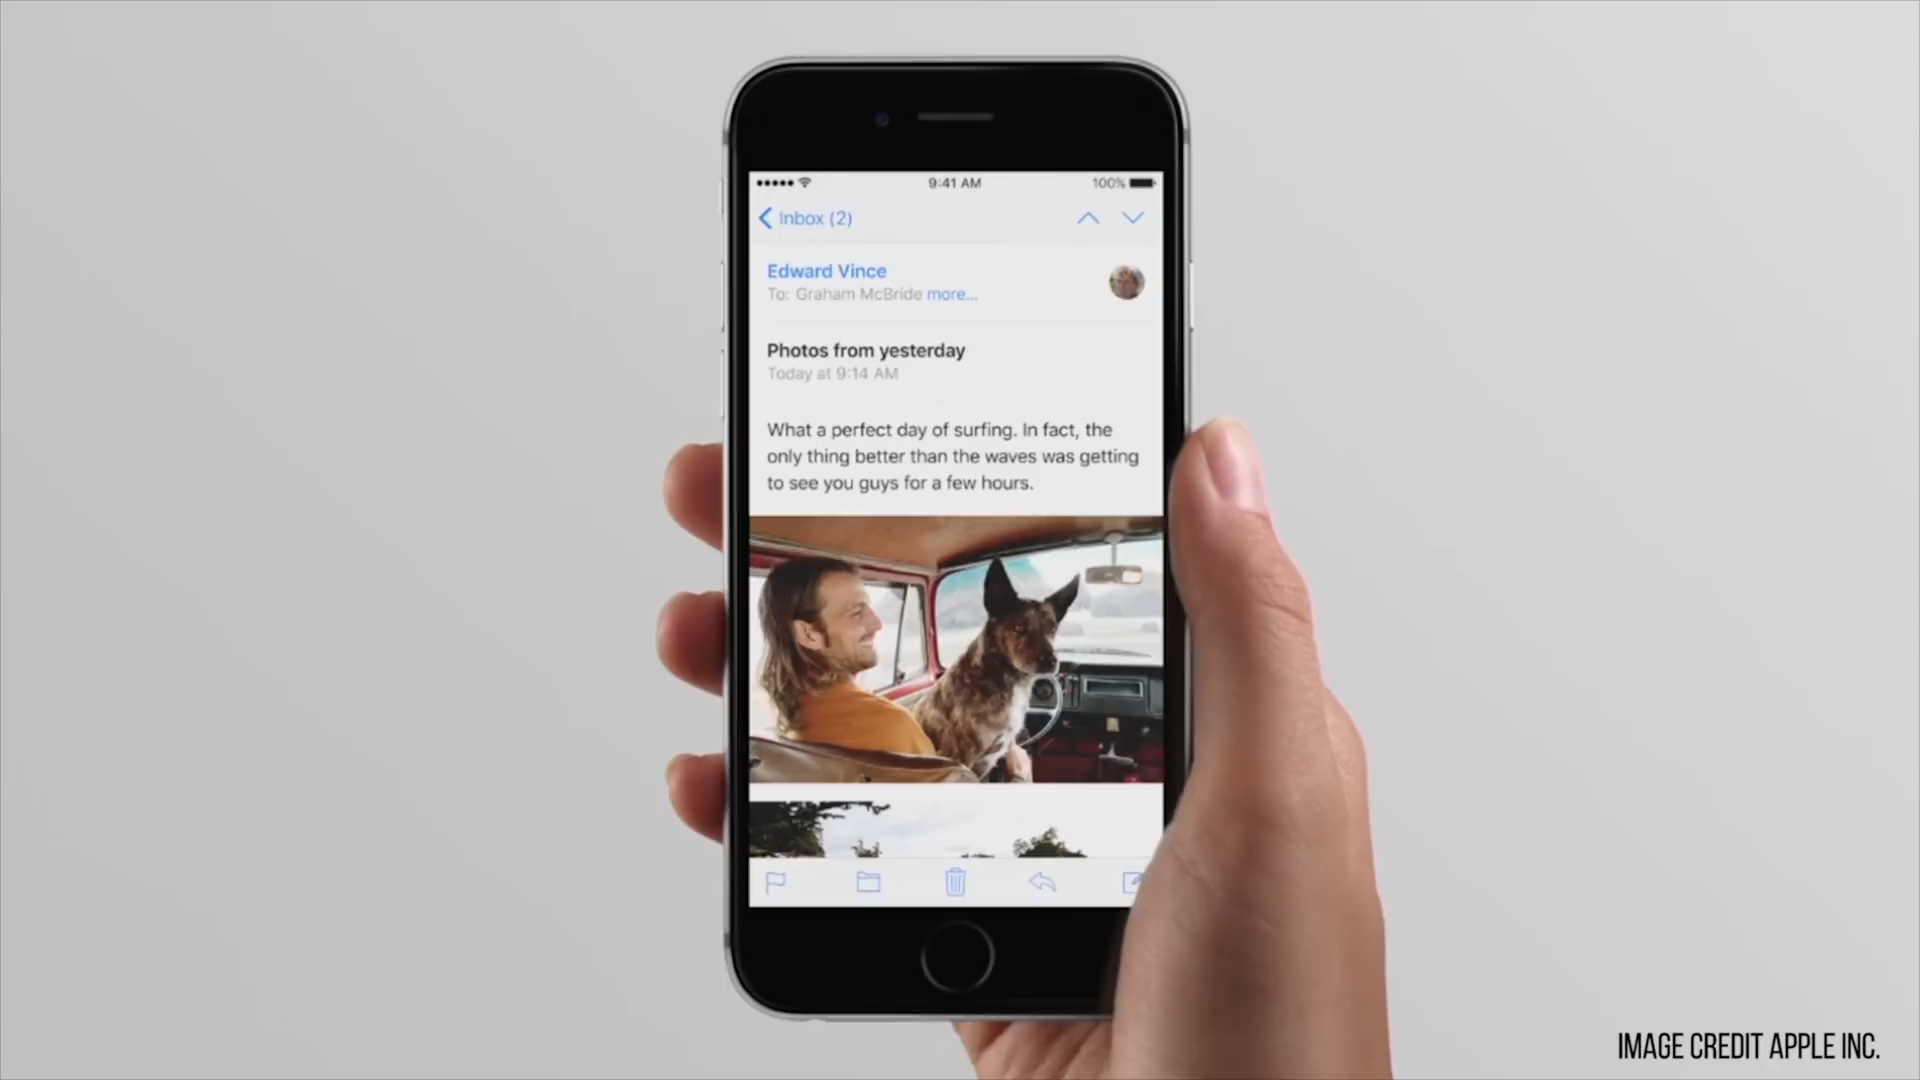 9:41 AM
100%
Inbox (2)
Edward Vince
To: Graham McBride more...
Photos from yesterday
Today at 9:14 AM
What a perfect day of surfing. In fact, the
only thing better than the waves was getting
to see you guys for a few hours.
IMAGE CREDIT APPLE INC.